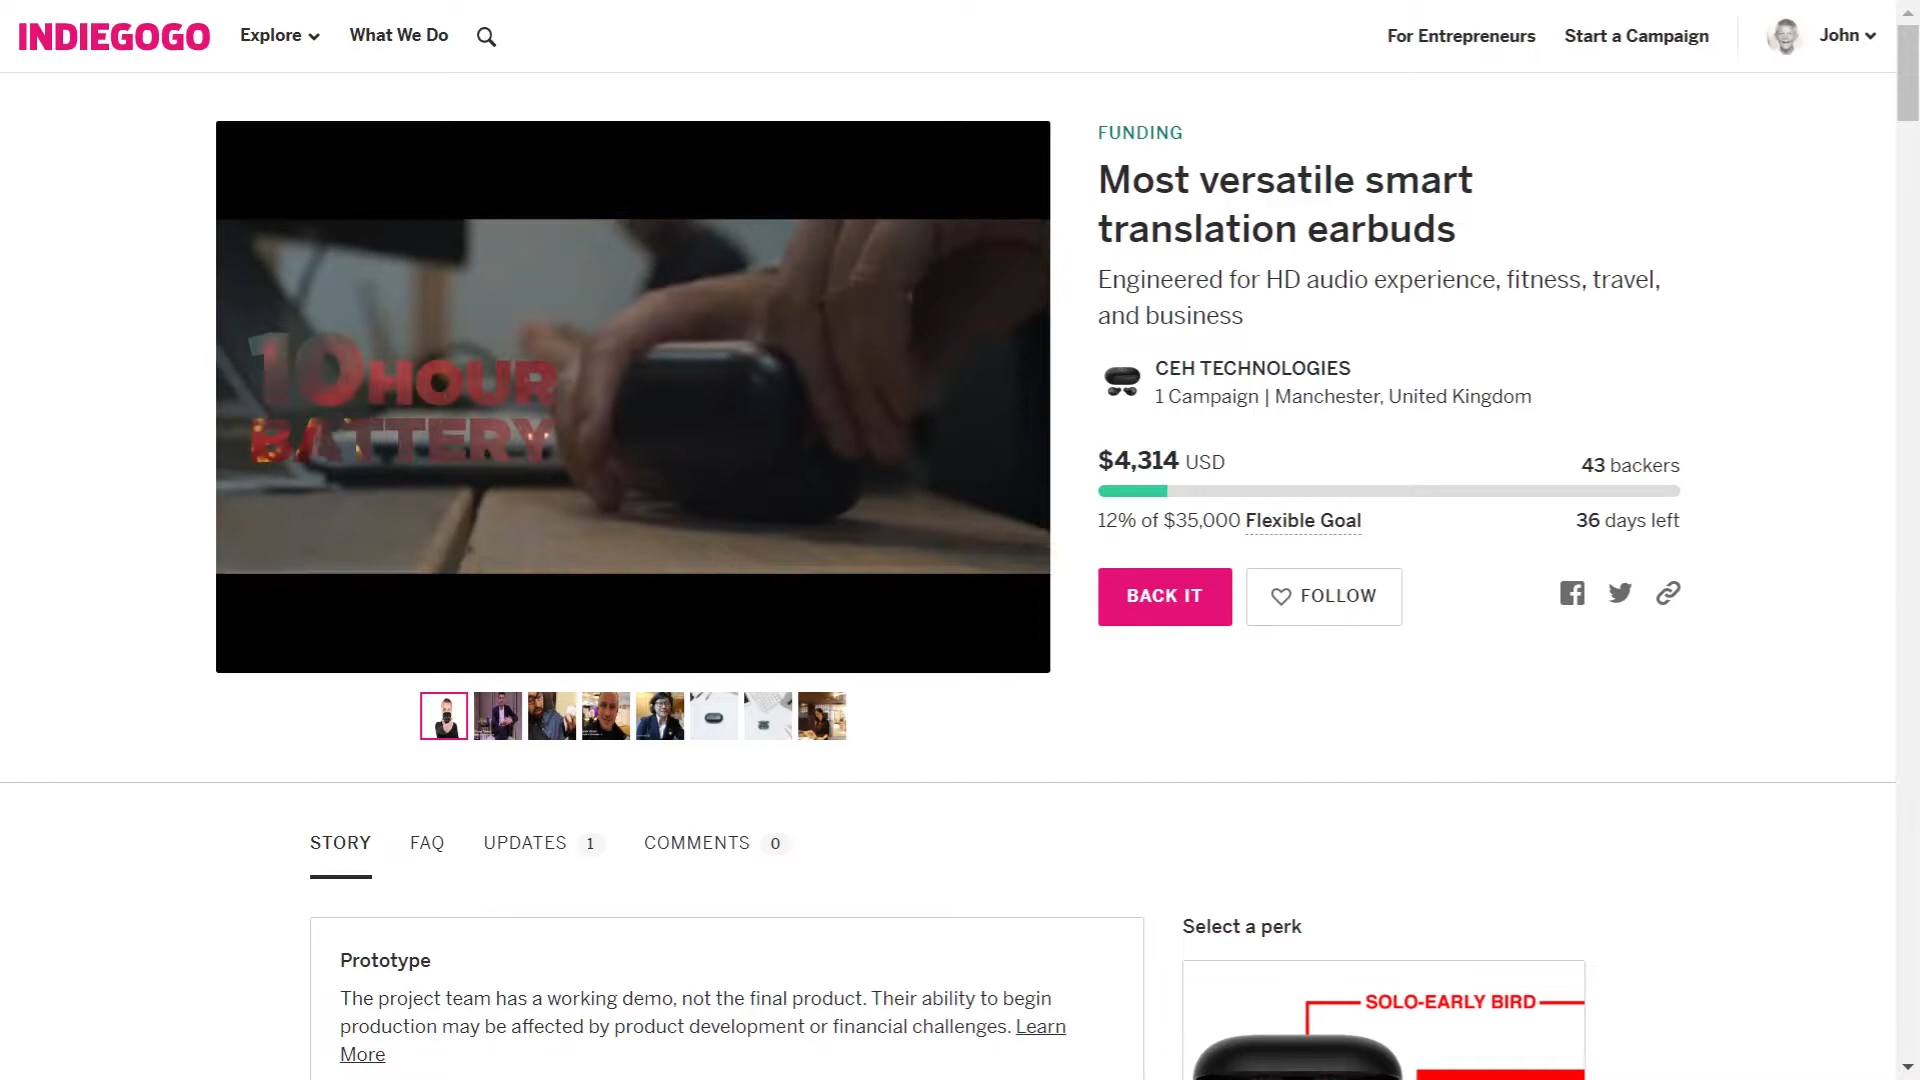 INDIEGOGO
Explore
What We Do
For Entrepreneurs
Start a Campaign
John
10 HOUR
BATTERY
FUNDING
Most versatile smart
translation earbuds
Engineered for HD audio experience, fitness, travel,
and business
CEH TECHNOLOGIES
1 Campaign | Manchester, United Kingdom
$4,314 USD
43 backers
12% of $35,000 Flexible Goal
36 days left
BACK IT
FOLLOW
STORY
FAQ
UPDATES 1
COMMENTS 0
Prototype
The project team has a working demo, not the final product. Their ability to begin
production may be affected by product development or financial challenges. Learn
More
Select a perk
SOLO-EARLY BIRD